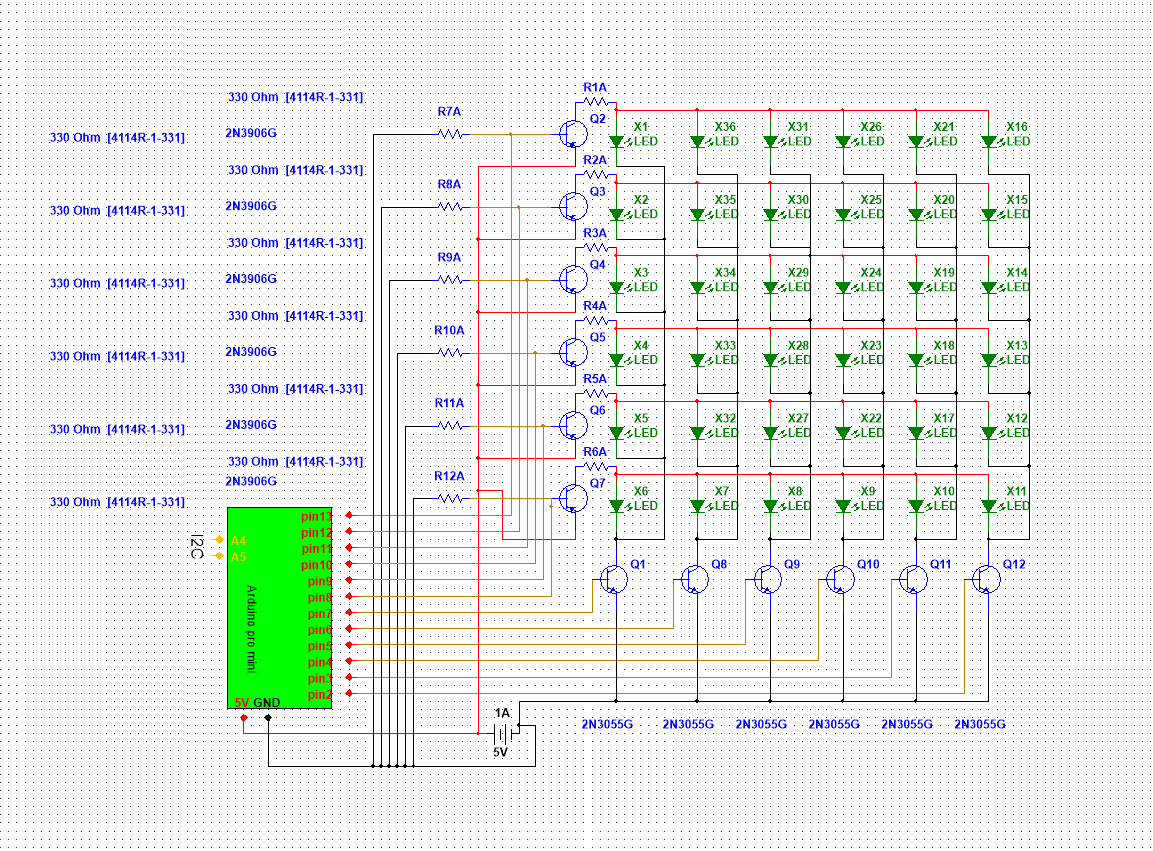 R1A
330 Ohm [4114R-1-331]
R7A
Q2
X1 X36 X31 X26 X21 X16
330 Ohm [4114R-1-331] 2N3906G
LED LED LED LED LED LED
R2A
330 Ohm [4114R-1-331]
R8A
Q3
X2 X35 X30 X25 X20 X15
330 Ohm [4114R-1-331] 2N3906G
LED LED LED LED LED LED
R3A
330 Ohm [4114R-1-331]
R9A
Q4
X3 X34 X29 X24 X19 X14
330 Ohm [4114R-1-331] 2N3906G
LED LED LED LED LED LED
R4A
330 Ohm [4114R-1-331]
R10A
Q5
X4 X33 X28 X23 X18 X13
330 Ohm [4114R-1-331] 2N3906G
LED LED LED LED LED LED
R5A
330 Ohm [4114R-1-331]
R11A
Q6
X5 X32 X27 X22 X17 X12
330 Ohm [4114R-1-331] 2N3906G
LED LED LED LED LED LED
R6A
330 Ohm [4114R-1-331]
R12A
2N3906G
Q7
X6 X7 X8 X9 X10 X11
330 Ohm [4114R-1-331]
LED LED LED LED LED LED
pin13
pin12
I2C
A4
pin11
A5
pin10
Q1 Q8 Q9 Q10 Q11 Q12
pin9
pin8
Arduino pro mini
pin7
pin6
pin5
pin4
pin3
pin2
5V GND
1A
2N3055G 2N3055G 2N3055G 2N3055G 2N3055G 2N3055G
5V